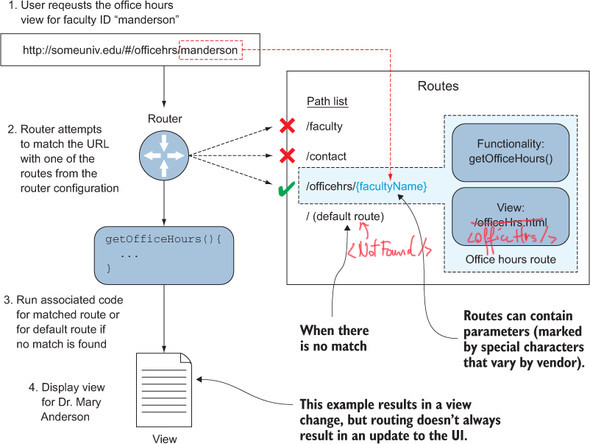 1. User reqeusts the office hours
view for faculty ID “manderson”
http://someuniv.edu/#/officehrs/manderson
Router
2. Router attempts
to match the URL
with one of the
routes from the
router configuration
getOfficeHours(){
...
}
3. Run associated code
for matched route or
for default route if
no match is found
4. Display view
for Dr. Mary
Anderson
View
Routes
Path list
/faculty
/contact
/officehrs/{facultyName}
/ (default route)
<NotFound/>
Functionality:
getOfficeHours()
View:
/officeHrs.html
<officeHrs/>
Office hours route
When there
is no match
Routes can contain
parameters (marked
by special characters
that vary by vendor).
This example results in a view
change, but routing doesn’t always
result in an update to the UI.